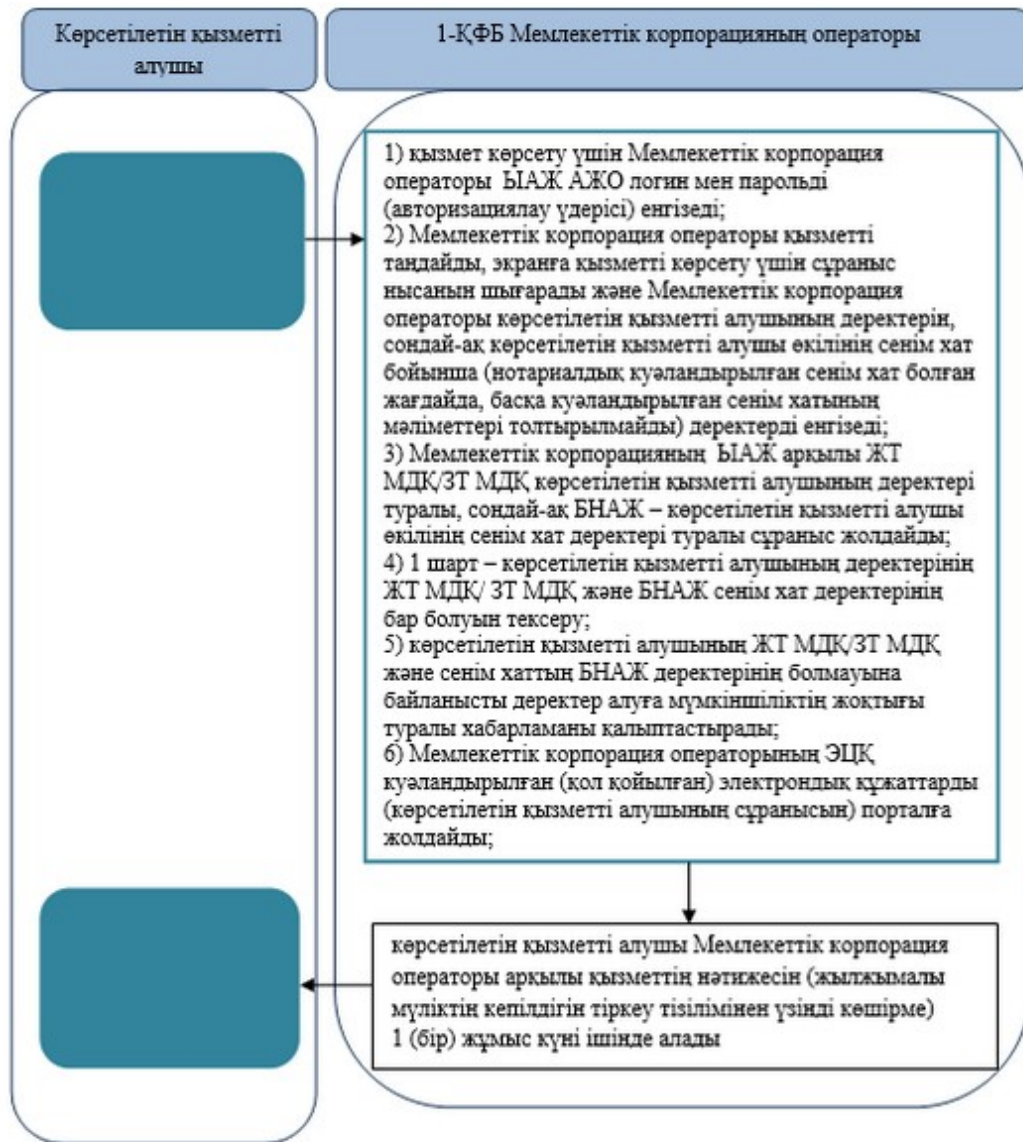 Көрсетілетін қызметті
алушы
1-ҚФБ Мемлекеттік корпорацияның операторы
1) қызмет көрсету үшін Мемлекеттік корпорация
операторы ЫАЖ АЖО логин мен парольді
(авторизациялау үдерісі) енгізеді;
2) Мемлекеттік корпорация операторы қызметті
таңдайды, экранға қызметті көрсету үшін сұраныс
нысанын шығарады және Мемлекеттік корпорация
операторы көрсетілетін қызметті алушының деректерін,
сондай-ақ көрсетілетін қызметті алушы өкілінің сенім хат
бойынша (нотариалдық куәландырылған сенім хат болған
жағдайда, басқа куәландырылған сенім хатының
мәліметтері толтырылмайды) деректерді енгізеді;
3) Мемлекеттік корпорацияның ЫАЖ арқылы ЖТ
МДҚ/ЗТ МДҚ көрсетілетін қызметті алушының деректері
туралы, сондай-ақ БНАЖ – көрсетілетін қызметті алушы
өкілінің сенім хат деректері туралы сұраныс жолдайды;
4) 1 шарт – көрсетілетін қызметті алушының деректерінің
ЖТ МДҚ/ ЗТ МДҚ және БНАЖ сенім хат деректерінің
бар болуын тексеру;
5) көрсетілетін қызметті алушының ЖТ МДҚ/ЗТ МДҚ
және сенім хаттың БНАЖ деректерінің болмауына
байланысты деректер алуға мүмкіншіліктің жоқтығы
туралы хабарламаны қалыптастырады;
6) Мемлекеттік корпорация операторының ЭЦҚ
куәландырылған (қол қойылған) электрондық құжаттарды
(көрсетілетін қызметті алушының сұранысын) порталға
жолдайды;
көрсетілетін қызметті алушы Мемлекеттік корпорация
операторы арқылы қызметтің нәтижесін (жылжымалы
мүліктің кепілдігін тіркеу тізілімінен үзінді көшірме)
1 (бір) жұмыс күні ішінде алады